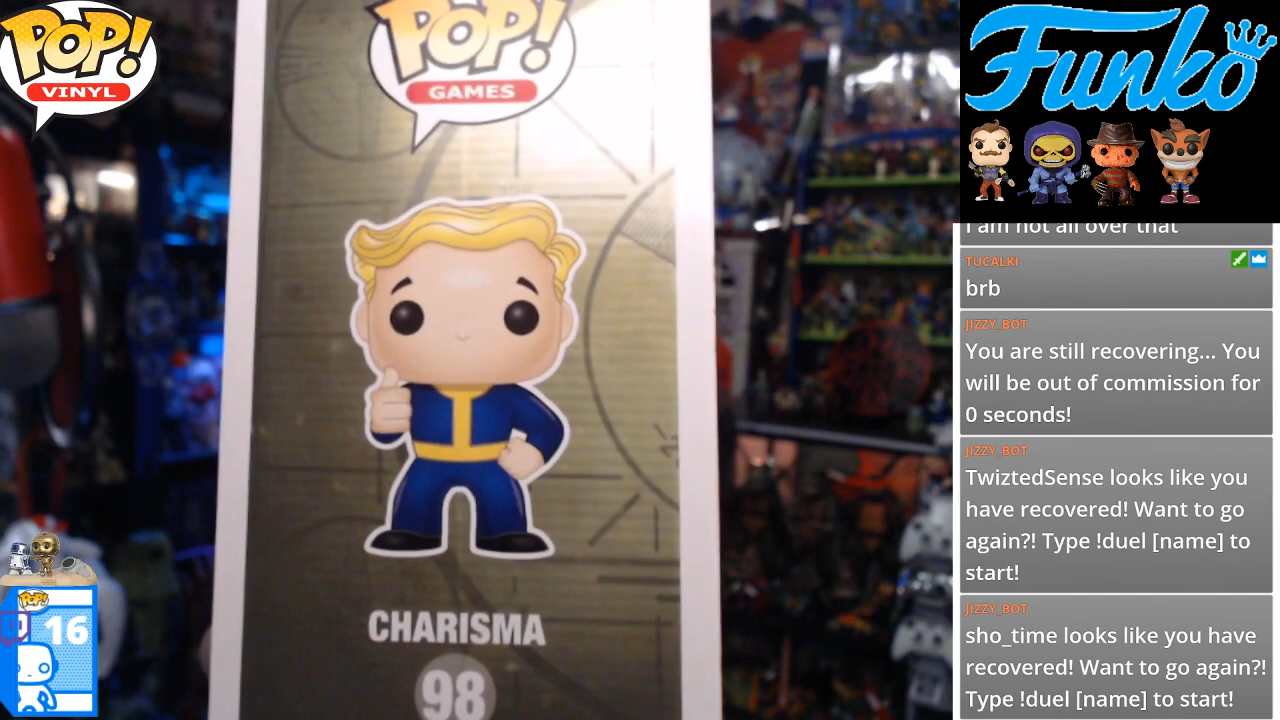 POP!
VINYL
POP!
GAMES
CHARISMA
98
POP!
16
Funko
I am not all over that
TUCALKI
brb
JIZZY_BOT
You are still recovering... You
will be out of commission for
0 seconds!
JIZZY_BOT
TwiztedSense looks like you
have recovered! Want to go
again?! Type !duel [name] to
start!
JIZZY_BOT
sho_time looks like you have
recovered! Want to go again?!
Type !duel [name] to start!